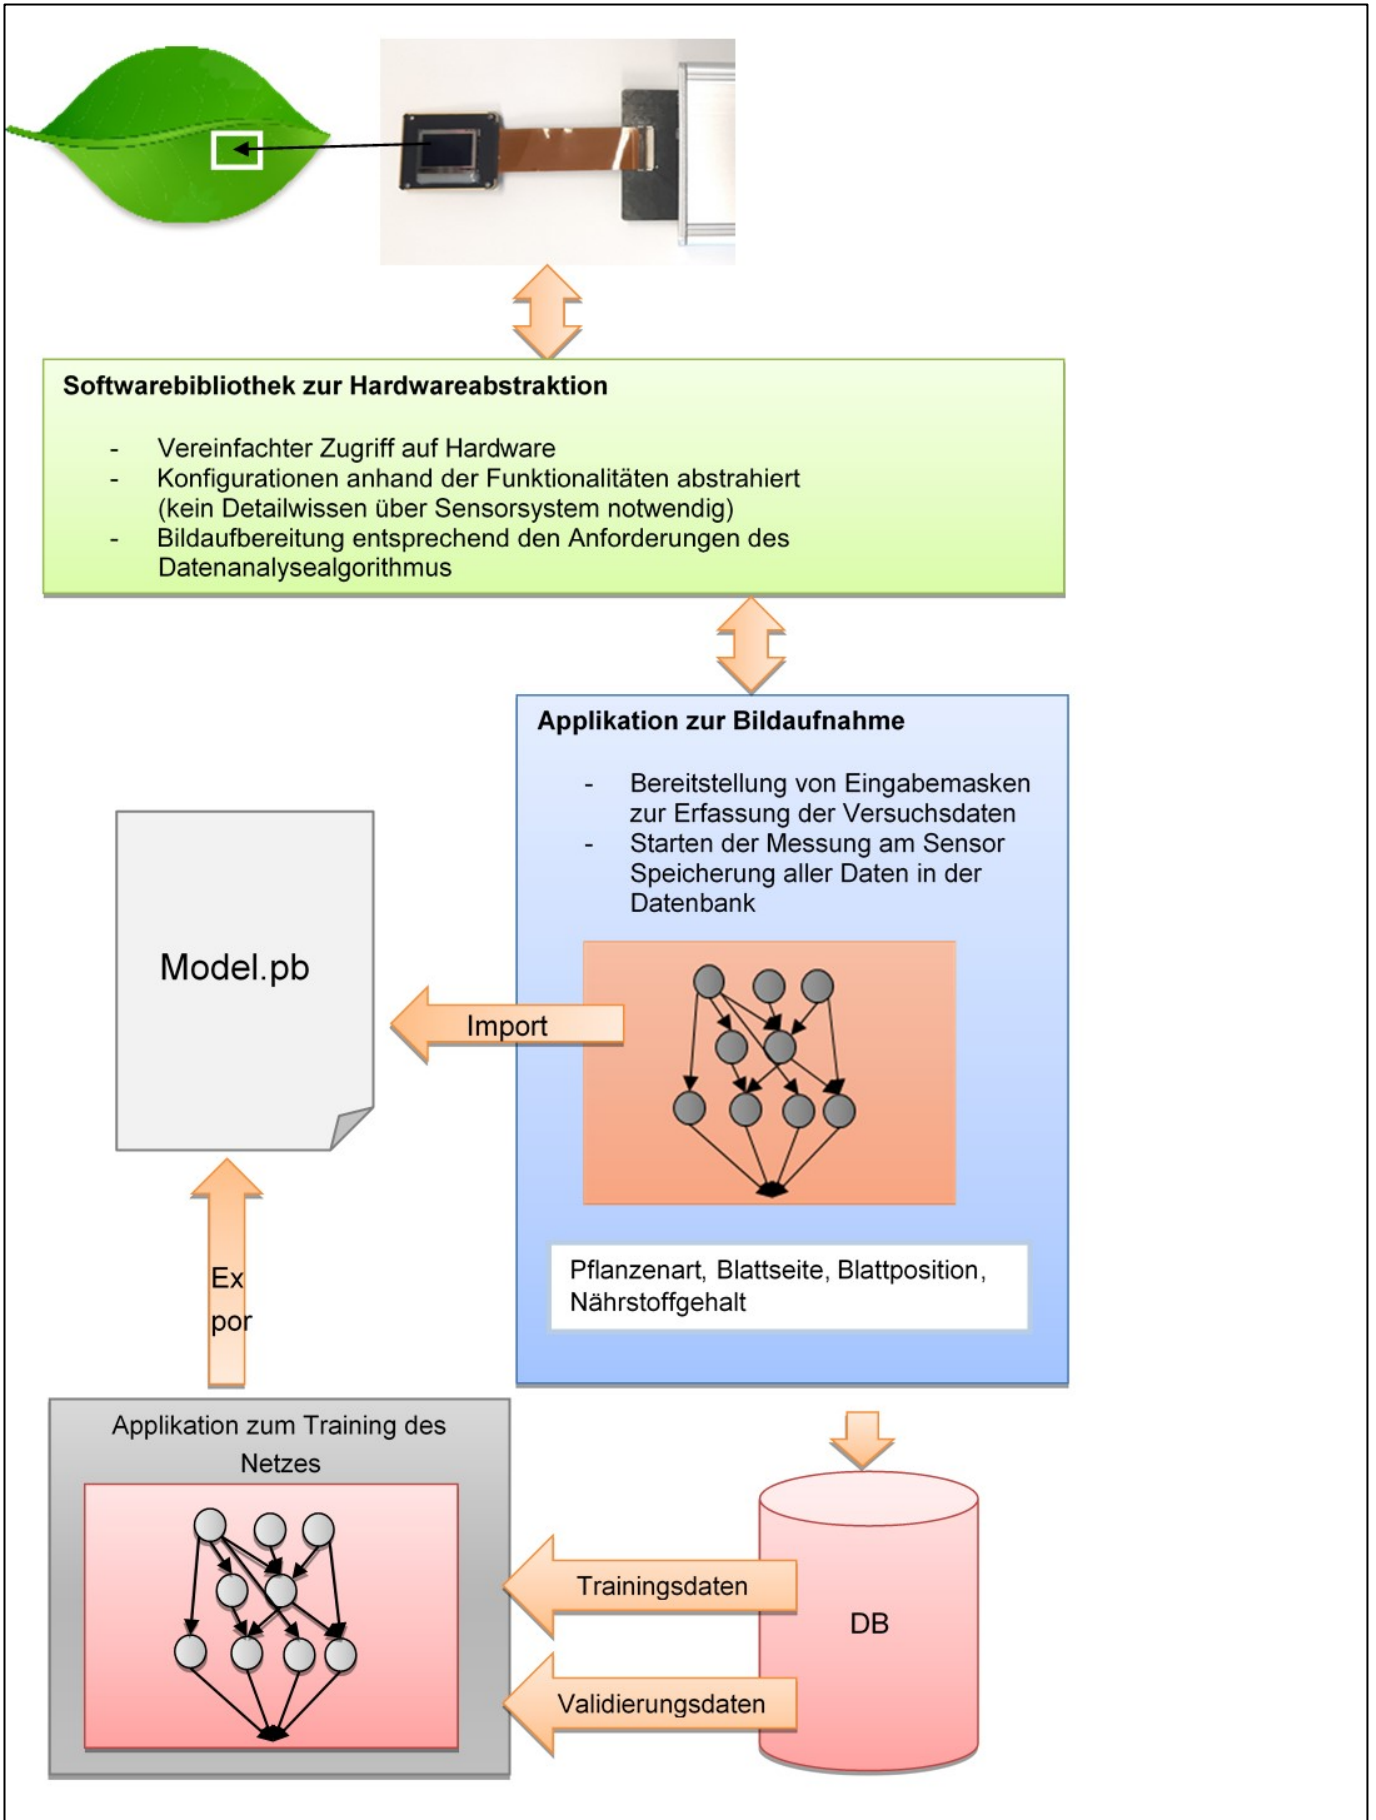 Softwarebibliothek zur Hardwareabstraktion
- Vereinfachter Zugriff auf Hardware
- Konfigurationen anhand der Funktionalitäten abstrahiert
(kein Detailwissen über Sensorsystem notwendig)
- Bildaufbereitung entsprechend den Anforderungen des
Datenanalysealgorithmus
Applikation zur Bildaufnahme
- Bereitstellung von Eingabemasken
zur Erfassung der Versuchsdaten
- Starten der Messung am Sensor
Speicherung aller Daten in der
Datenbank
Model.pb
Import
Pflanzenart, Blattseite, Blattposition,
Nährstoffgehalt
Ex
por
Applikation zum Training des
Netzes
Trainingsdaten
DB
Validierungsdaten